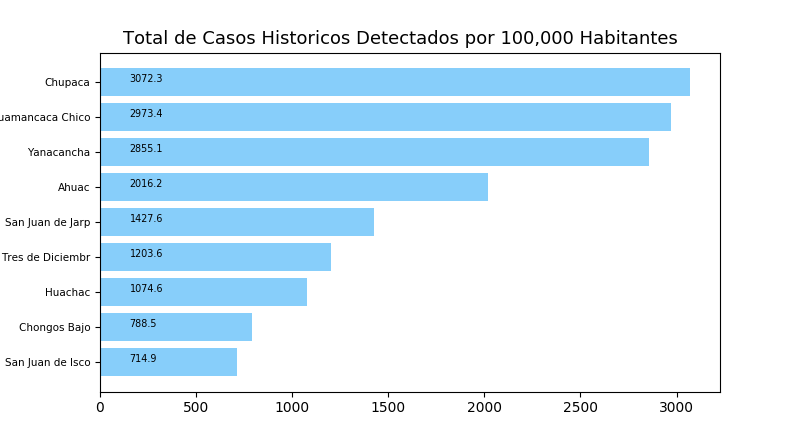 Total de Casos Historicos Detectados por 100,000 Habitantes
Chupaca 3072.3
uamancaca Chico 2973.4
Yanacancha 2855.1
Ahuac 2016.2
San Juan de Jarp 1427.6
Tres de Diciembr 1203.6
Huachac 1074.6
Chongos Bajo 788.5
San Juan de Isco 714.9
0 500 1000 1500 2000 2500 3000